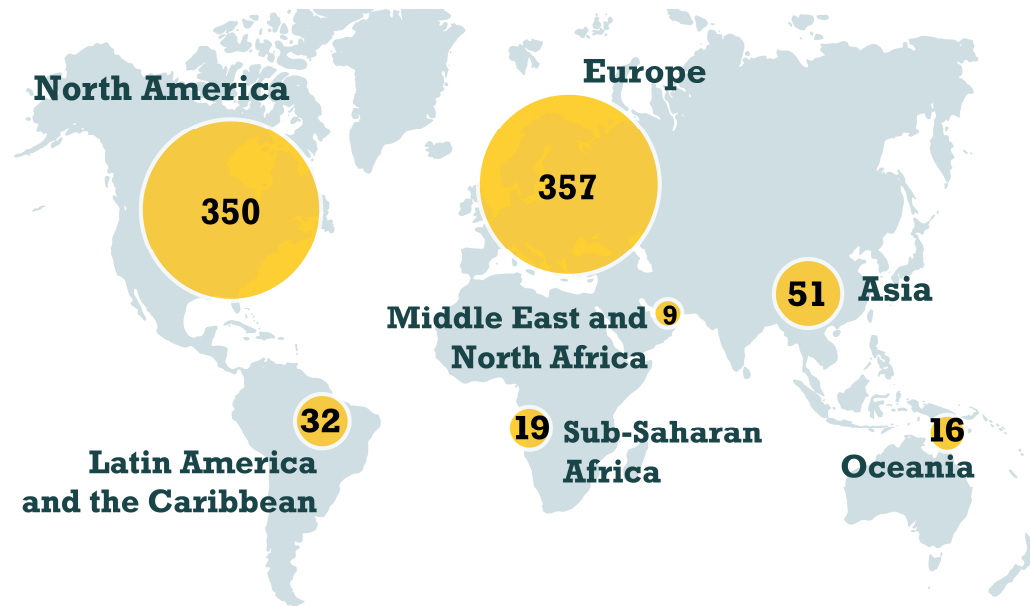 North America
350
Europe
357
Asia
51
Middle East and
North Africa
9
Latin America
and the Caribbean
32
Sub-Saharan
Africa
19
Oceania
16